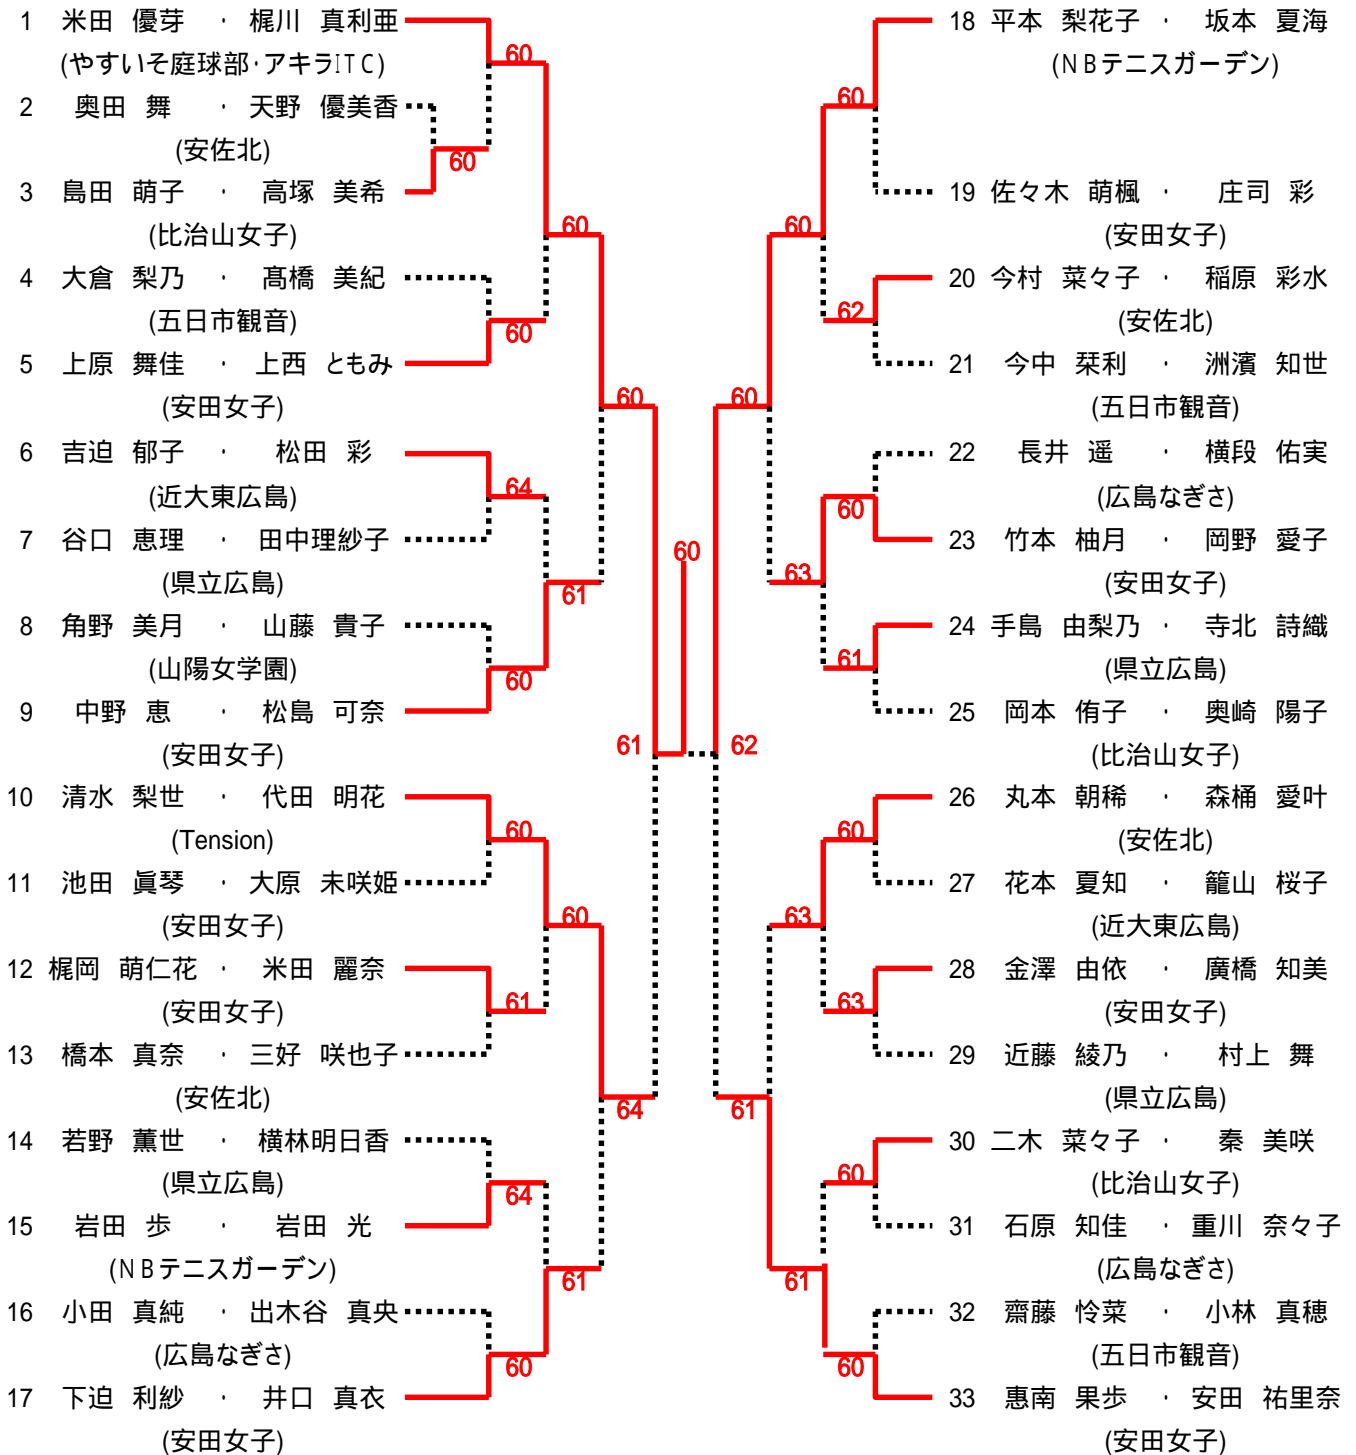 1 米田 優芽 ・ 梶川 真利亜
(やすいそ庭球部・アキラITC)
60
2 奥田 舞 ・ 天野 優美香
(安佐北)
60
3 島田 萌子 ・ 高塚 美希
(比治山女子)
60
4 大倉 梨乃 ・ 髙橋 美紀
(五日市観音)
60
5 上原 舞佳 ・ 上西 ともみ
(安田女子)
60
6 吉迫 郁子 ・ 松田 彩
(近大東広島)
64
7 谷口 恵理 ・ 田中理紗子
(県立広島)
61
8 角野 美月 ・ 山藤 貴子
(山陽女学園)
60
9 中野 恵 ・ 松島 可奈
(安田女子)
61
10 清水 梨世 ・ 代田 明花
(Tension)
60
11 池田 眞琴 ・ 大原 未咲姫
(安田女子)
60
12 梶岡 萌仁花 ・ 米田 麗奈
(安田女子)
61
13 橋本 真奈 ・ 三好 咲也子
(安佐北)
64
14 若野 薫世 ・ 横林明日香
(県立広島)
64
15 岩田 歩 ・ 岩田 光
(NBテニスガーデン)
61
16 小田 真純 ・ 出木谷 真央
(広島なぎさ)
60
17 下迫 利紗 ・ 井口 真衣
(安田女子)
60
18 平本 梨花子 ・ 坂本 夏海
(NBテニスガーデン)
60
19 佐々木 萌楓 ・ 庄司 彩
(安田女子)
60
20 今村 菜々子 ・ 稲原 彩水
(安佐北)
62
21 今中 栞利 ・ 洲濱 知世
(五日市観音)
60
22 長井 遥 ・ 横段 佑実
(広島なぎさ)
60
23 竹本 柚月 ・ 岡野 愛子
(安田女子)
63
24 手島 由梨乃 ・ 寺北 詩織
(県立広島)
61
25 岡本 侑子 ・ 奥崎 陽子
(比治山女子)
62
26 丸本 朝稀 ・ 森桶 愛叶
(安佐北)
60
27 花本 夏知 ・ 籠山 桜子
(近大東広島)
63
28 金澤 由依 ・ 廣橋 知美
(安田女子)
63
29 近藤 綾乃 ・ 村上 舞
(県立広島)
61
30 二木 菜々子 ・ 秦 美咲
(比治山女子)
60
31 石原 知佳 ・ 重川 奈々子
(広島なぎさ)
61
32 齋藤 怜菜 ・ 小林 真穂
(五日市観音)
60
33 惠南 果歩 ・ 安田 祐里奈
(安田女子)